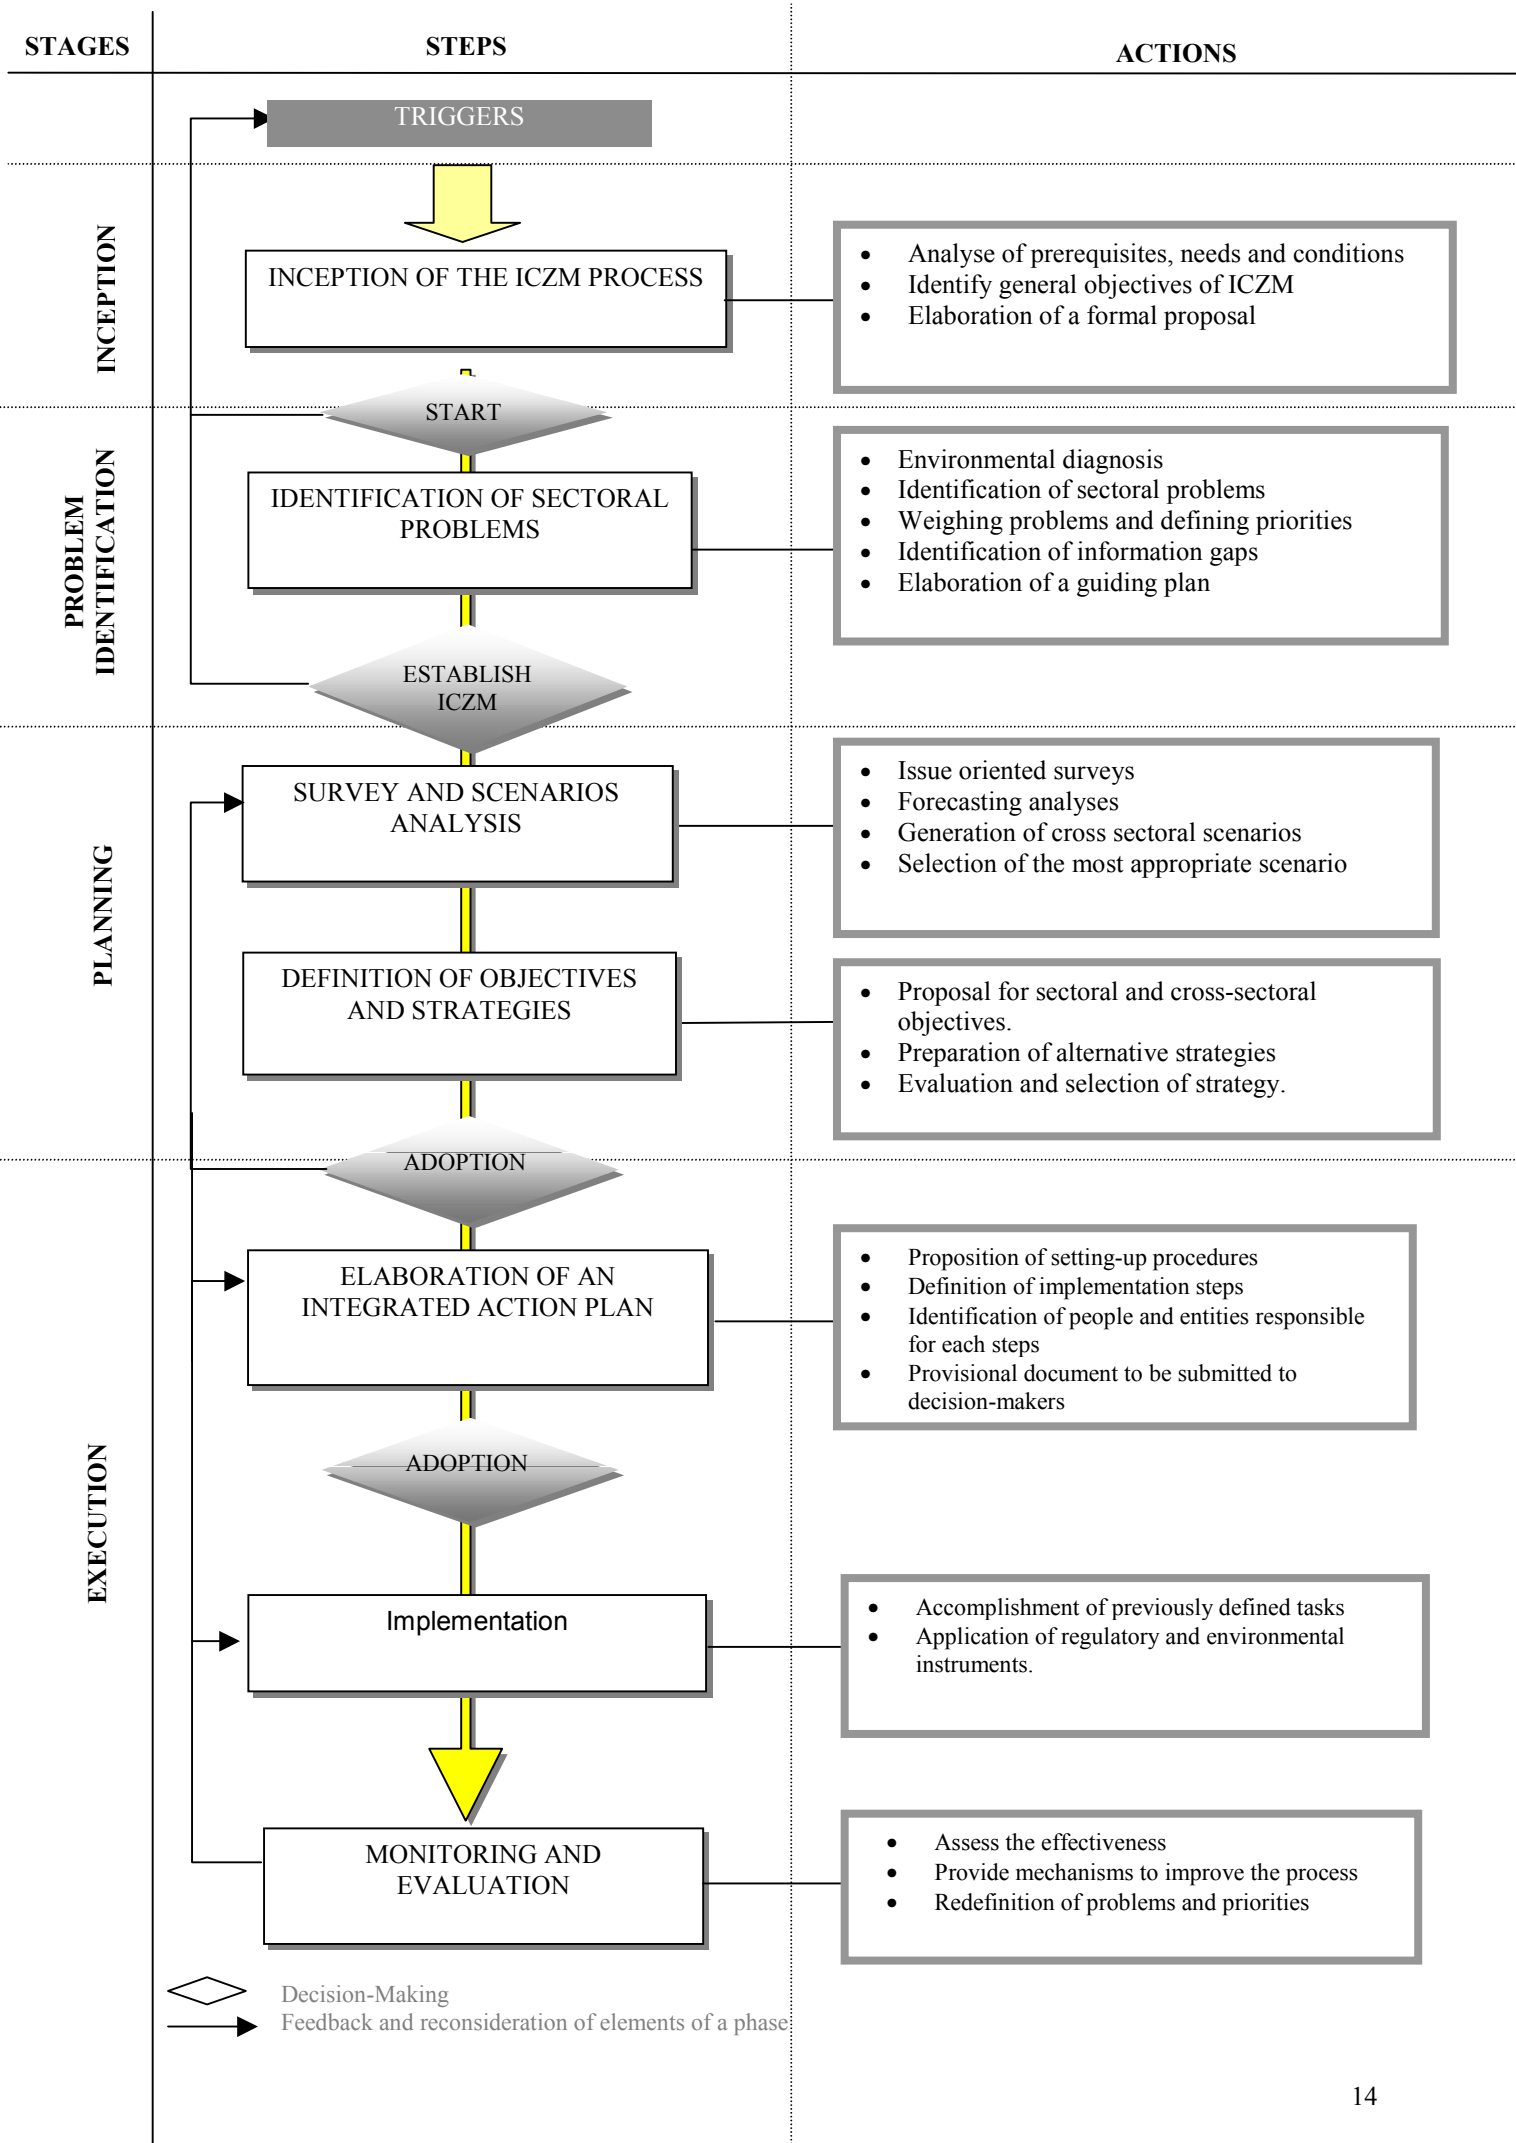 STAGES
STEPS
ACTIONS
TRIGGERS
INCEPTION
INCEPTION OF THE ICZM PROCESS
• Analyse of prerequisites, needs and conditions
• Identify general objectives of ICZM
• Elaboration of a formal proposal
START
PROBLEM
IDENTIFICATION
IDENTIFICATION OF SECTORAL
PROBLEMS
• Environmental diagnosis
• Identification of sectoral problems
• Weighing problems and defining priorities
• Identification of information gaps
• Elaboration of a guiding plan
ESTABLISH
ICZM
PLANNING
SURVEY AND SCENARIOS
ANALYSIS
• Issue oriented surveys
• Forecasting analyses
• Generation of cross sectoral scenarios
• Selection of the most appropriate scenario
DEFINITION OF OBJECTIVES
AND STRATEGIES
• Proposal for sectoral and cross-sectoral
objectives.
• Preparation of alternative strategies
• Evaluation and selection of strategy.
ADOPTION
EXECUTION
ELABORATION OF AN
INTEGRATED ACTION PLAN
• Proposition of setting-up procedures
• Definition of implementation steps
• Identification of people and entities responsible
for each steps
• Provisional document to be submitted to
decision-makers
ADOPTION
Implementation
• Accomplishment of previously defined tasks
• Application of regulatory and environmental
instruments.
MONITORING AND
EVALUATION
• Assess the effectiveness
• Provide mechanisms to improve the process
• Redefinition of problems and priorities
Decision-Making
Feedback and reconsideration of elements of a phase
14